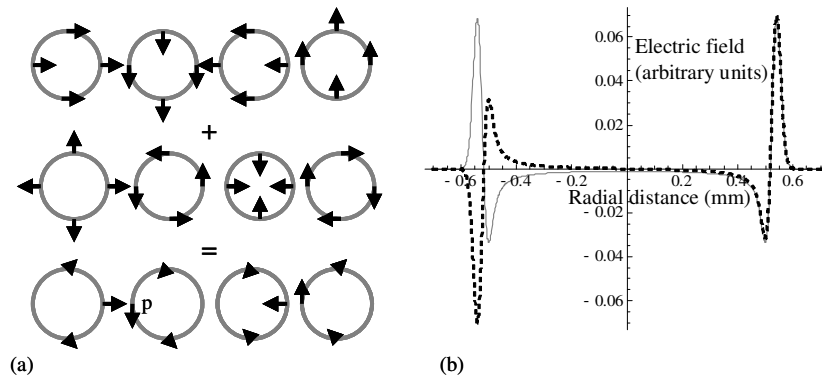 +
=
p
(a)
Electric field
(arbitrary units)
0.06
0.04
0.02
- 0.02
- 0.04
- 0.06
- 0.6
- 0.4
- 0.2
0.2
0.4
0.6
Radial distance (mm)
(b)